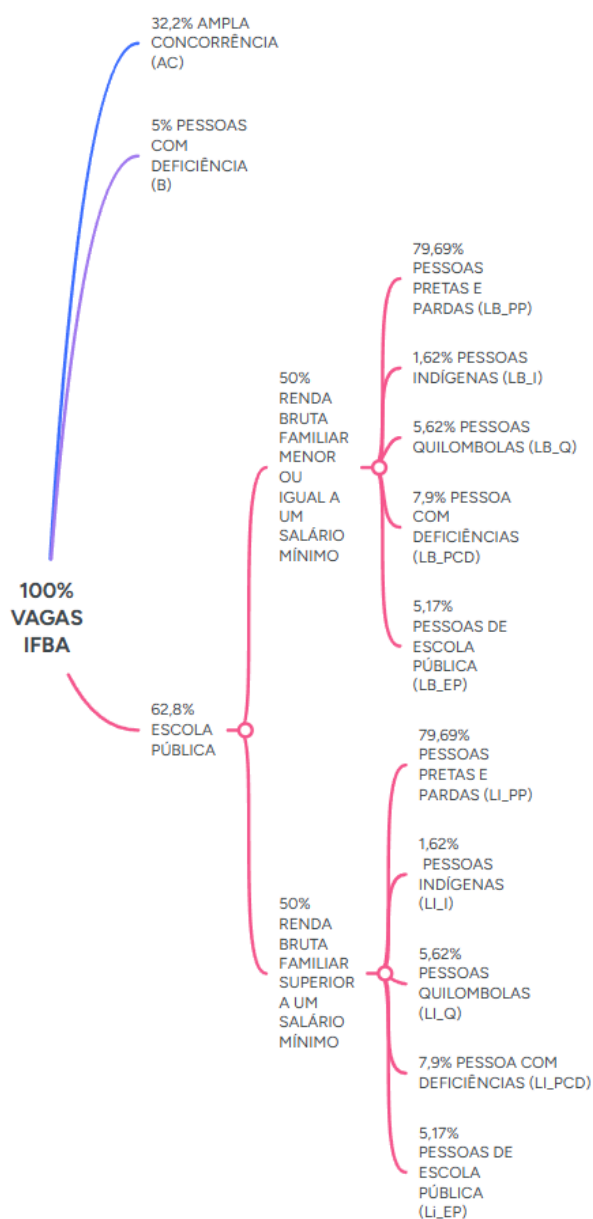 32,2% AMPLA
CONCORRÊNCIA
(AC)
5% PESSOAS
COM
DEFICIÊNCIA
(B)
100%
VAGAS
IFBA
62,8%
ESCOLA
PÚBLICA
50%
RENDA
BRUTA
FAMILIAR
MENOR
OU
IGUAL A
UM
SALÁRIO
MÍNIMO
79,69%
PESSOAS
PRETAS E
PARDAS (LB_PP)
1,62% PESSOAS
INDÍGENAS (LB_I)
5,62% PESSOAS
QUILOMBOLAS (LB_Q)
7,9% PESSOA
COM
DEFICIÊNCIAS
(LB_PCD)
5,17%
PESSOAS DE
ESCOLA
PÚBLICA
(LB_EP)
50%
RENDA
BRUTA
FAMILIAR
SUPERIOR
A UM
SALÁRIO
MÍNIMO
79,69%
PESSOAS
PRETAS E
PARDAS (LI_PP)
1,62%
PESSOAS
INDÍGENAS
(LI_I)
5,62%
PESSOAS
QUILOMBOLAS
(LI_Q)
7,9% PESSOA COM
DEFICIÊNCIAS (LI_PCD)
5,17%
PESSOAS DE
ESCOLA
PÚBLICA
(Li_EP)